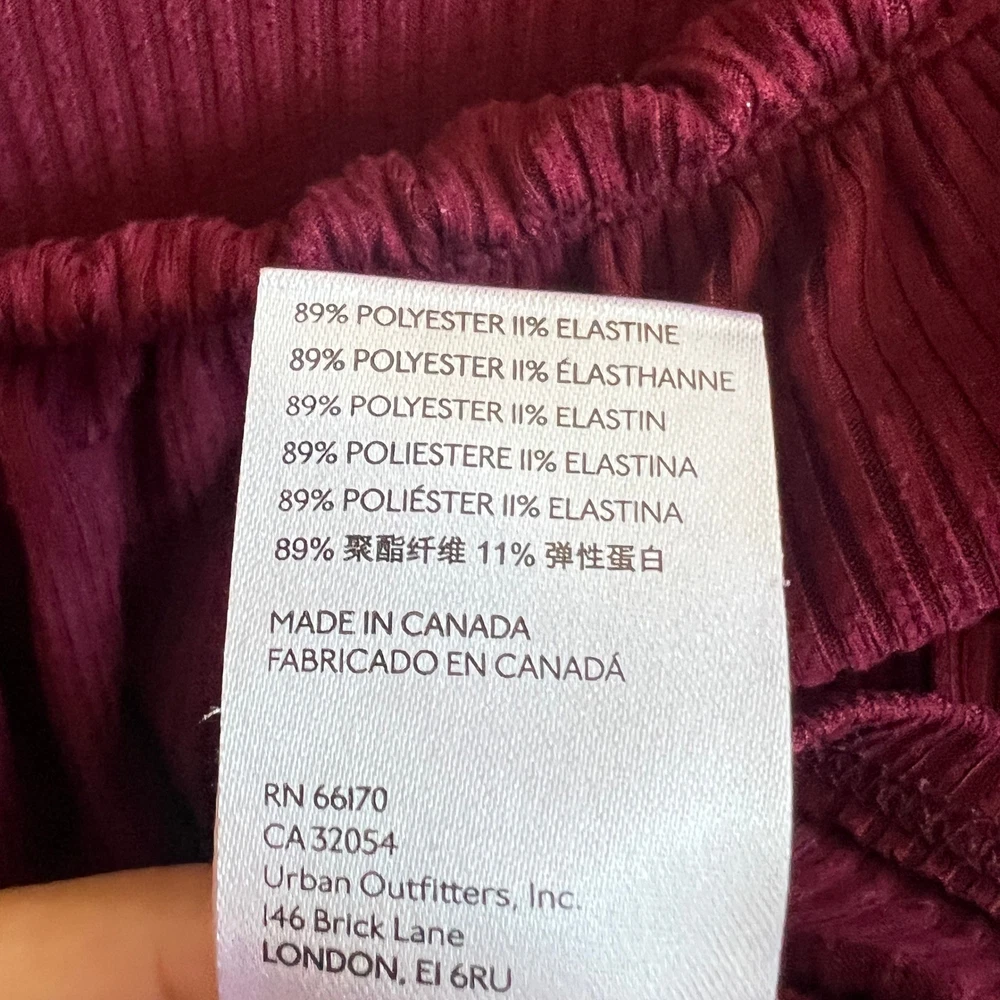 89% POLYESTER 11% ELASTINE
89% POLYESTER 11% ÉLASTHANNE
89% POLYESTER 11% ELASTIN
89% POLIESTERE 11% ELASTINA
89% POLIÉSTER 11% ELASTINA
89% 聚酯纤维 11% 弹性蛋白
MADE IN CANADA
FABRICADO EN CANADÁ
RN 66170
CA 32054
Urban Outfitters, Inc.
146 Brick Lane
LONDON, E1 6RU